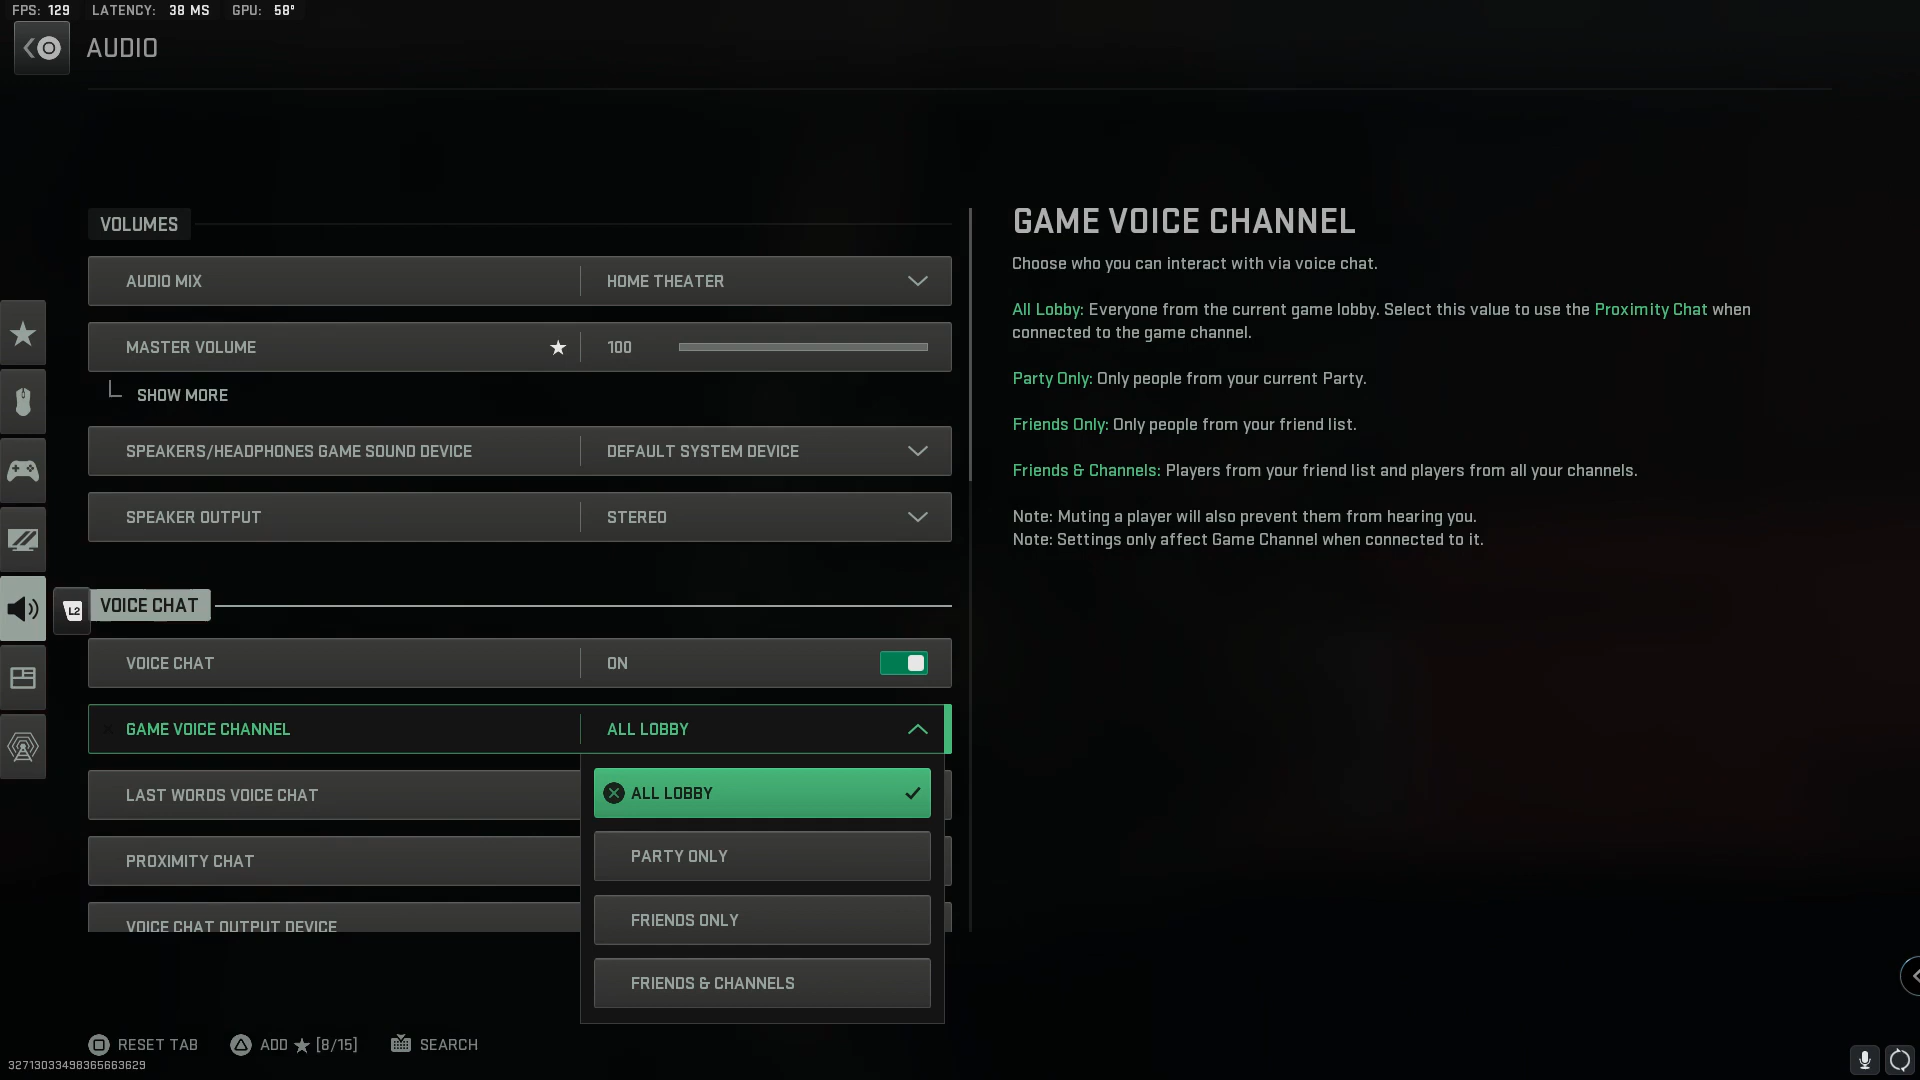 FPS: 129 LATENCY: 38 MS GPU: 58°
AUDIO
VOLUMES
AUDIO MIX HOME THEATER
MASTER VOLUME 100
SHOW MORE
SPEAKERS/HEADPHONES GAME SOUND DEVICE DEFAULT SYSTEM DEVICE
SPEAKER OUTPUT STEREO
L2 VOICE CHAT
VOICE CHAT ON
GAME VOICE CHANNEL ALL LOBBY
ALL LOBBY
LAST WORDS VOICE CHAT
PARTY ONLY
PROXIMITY CHAT
FRIENDS ONLY
VOICE CHAT OUTPUT DEVICE
FRIENDS & CHANNELS
GAME VOICE CHANNEL
Choose who you can interact with via voice chat.
All Lobby: Everyone from the current game lobby. Select this value to use the Proximity Chat when
connected to the game channel.
Party Only: Only people from your current Party.
Friends Only: Only people from your friend list.
Friends & Channels: Players from your friend list and players from all your channels.
Note: Muting a player will also prevent them from hearing you.
Note: Settings only affect Game Channel when connected to it.
RESET TAB ADD ★ [8/15] SEARCH
32713033498365663629